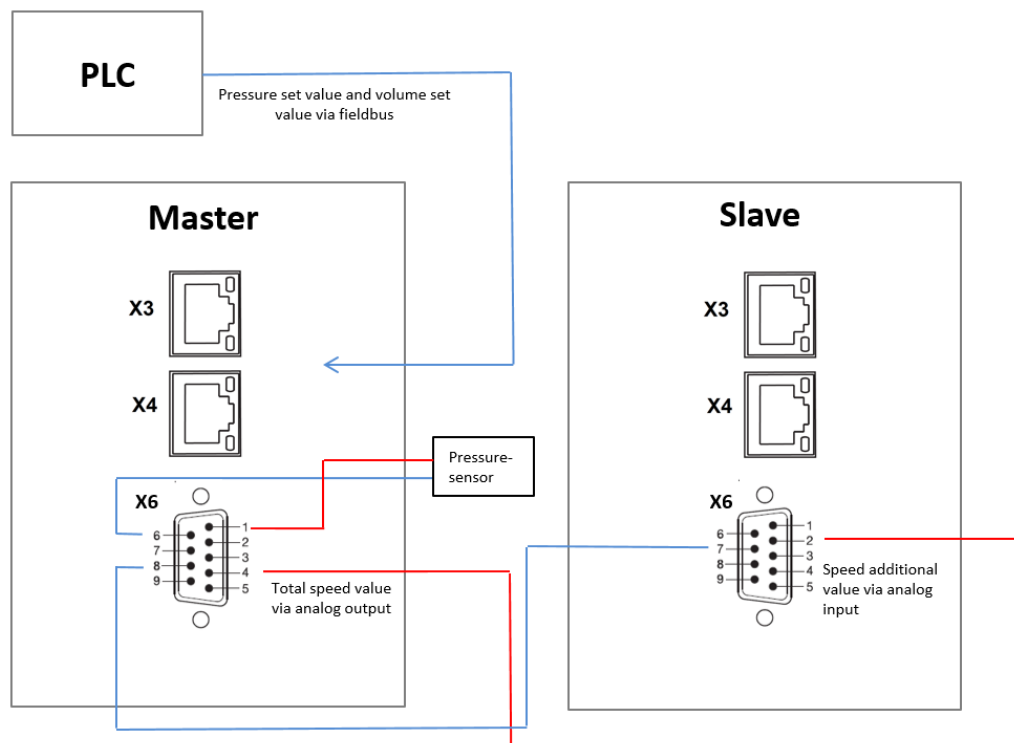 PLC
Pressure set value and volume set
value via fieldbus
Master
X3
X4
Pressure-
sensor
X6
1
2
3
4
5
6
7
8
9
Total speed value
via analog output
Slave
X3
X4
X6
1
2
3
4
5
6
7
8
9
Speed additional
value via analog
input